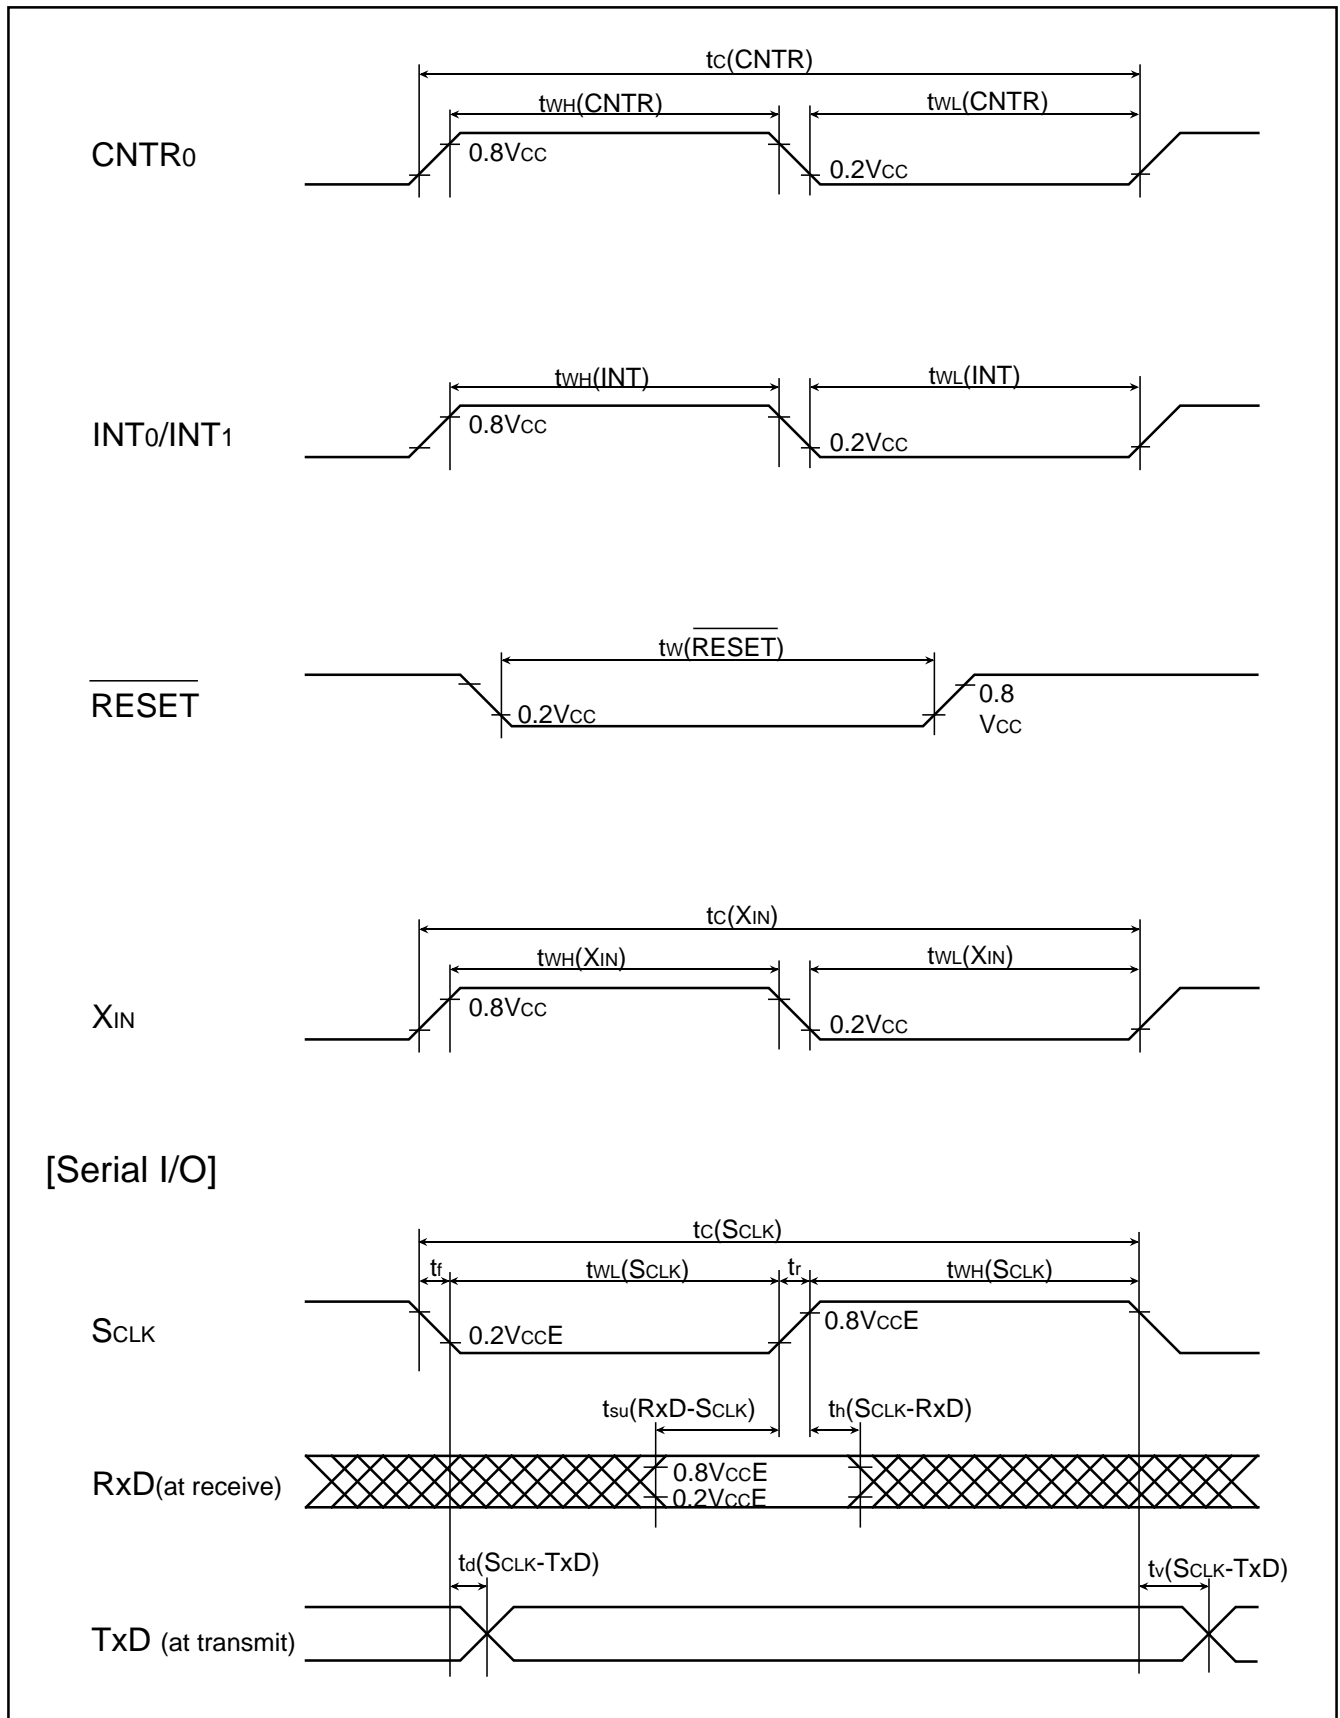 tC(CNTR)
tWH(CNTR)
tWL(CNTR)
CNTR0
0.8VCC
0.2VCC
tWH(INT)
tWL(INT)
INT0/INT1
0.8VCC
0.2VCC
tW(RESET)
RESET
0.2VCC
0.8
VCC
tC(XIN)
tWH(XIN)
tWL(XIN)
XIN
0.8VCC
0.2VCC
[Serial I/O]
tC(SCLK)
tf
tWL(SCLK)
tr
tWH(SCLK)
SCLK
0.2VCCE
0.8VCCE
tsu(RxD-SCLK)
th(SCLK-RxD)
RxD(at receive)
0.8VCCE
0.2VCCE
td(SCLK-TxD)
tv(SCLK-TxD)
TxD (at transmit)